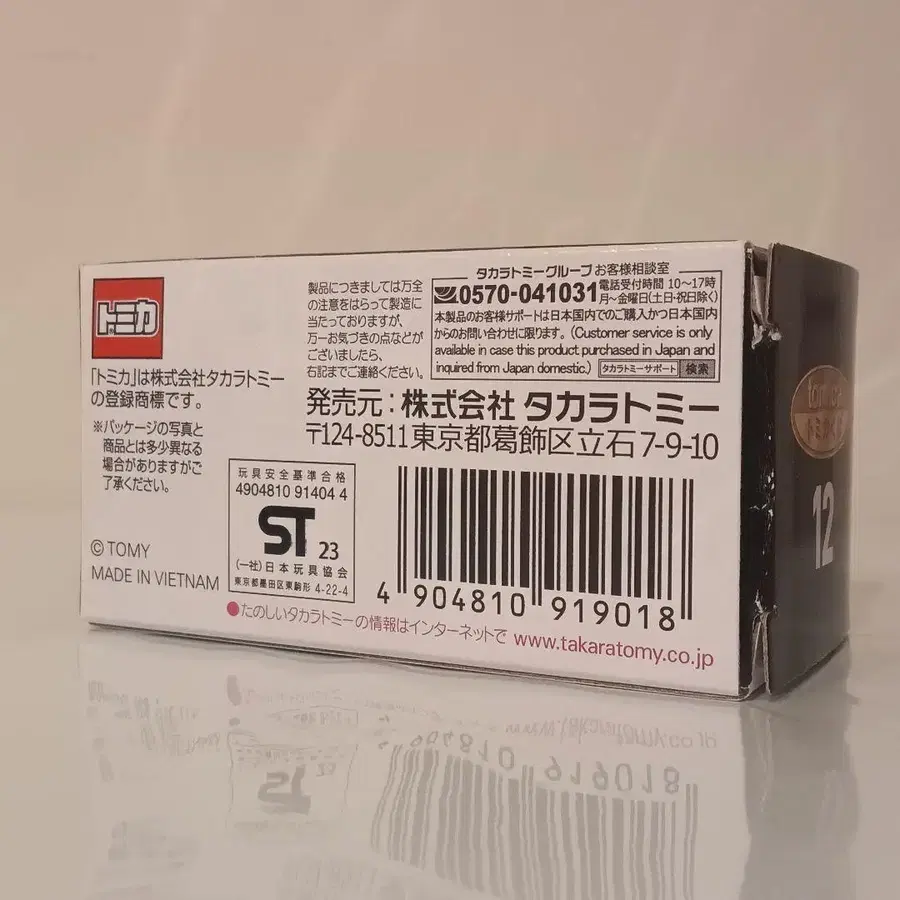 トミカ
「トミカ」は株式会社タカラトミー
の登録商標です。
※パッケージの写真と
商品とは多少異なる
場合がありますがご
了承ください。
© TOMY
MADE IN VIETNAM
製品につきましては万全
の注意をはらって製造に
当たっておりますが、
万一お気づきの点などが
ございましたら、
右記までご連絡ください。
タカラトミーグループお客様相談室
0570-041031 電話受付時間 10〜17時
月〜金曜日(土日・祝日除く)
本製品のお客様サポートは日本国内でのご購入かつ日本国内
からのお問い合わせに限ります。(Customer service is only
available in case this product purchased in Japan and
inquired from Japan domestic.) タカラトミーサポート 検索
発売元：株式会社 タカラトミー
〒124-8511 東京都葛飾区立石7-9-10
玩具安全基準合格
4904810 91404 4
ST 23
(一社)日本玩具協会
東京都墨田区東駒形 4-22-4
4 904810 919018
●たのしいタカラトミーの情報はインターネットで www.takaratomy.co.jp
12